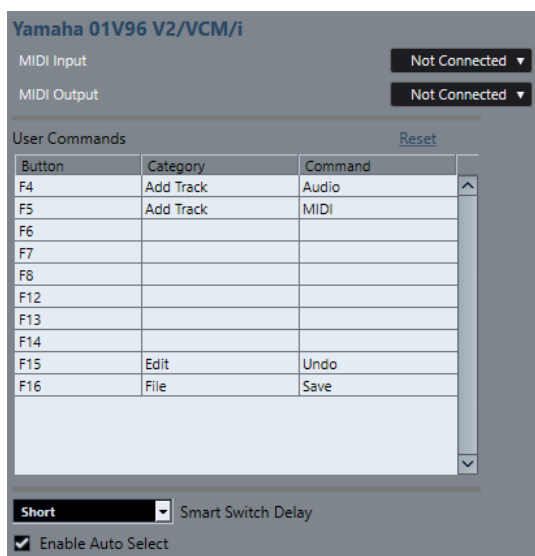 Yamaha 01V96 V2/VCM/i
MIDI Input Not Connected
MIDI Output Not Connected
User Commands Reset
Button Category Command
F4 Add Track Audio
F5 Add Track MIDI
F6
F7
F8
F12
F13
F14
F15 Edit Undo
F16 File Save
Short Smart Switch Delay
Enable Auto Select